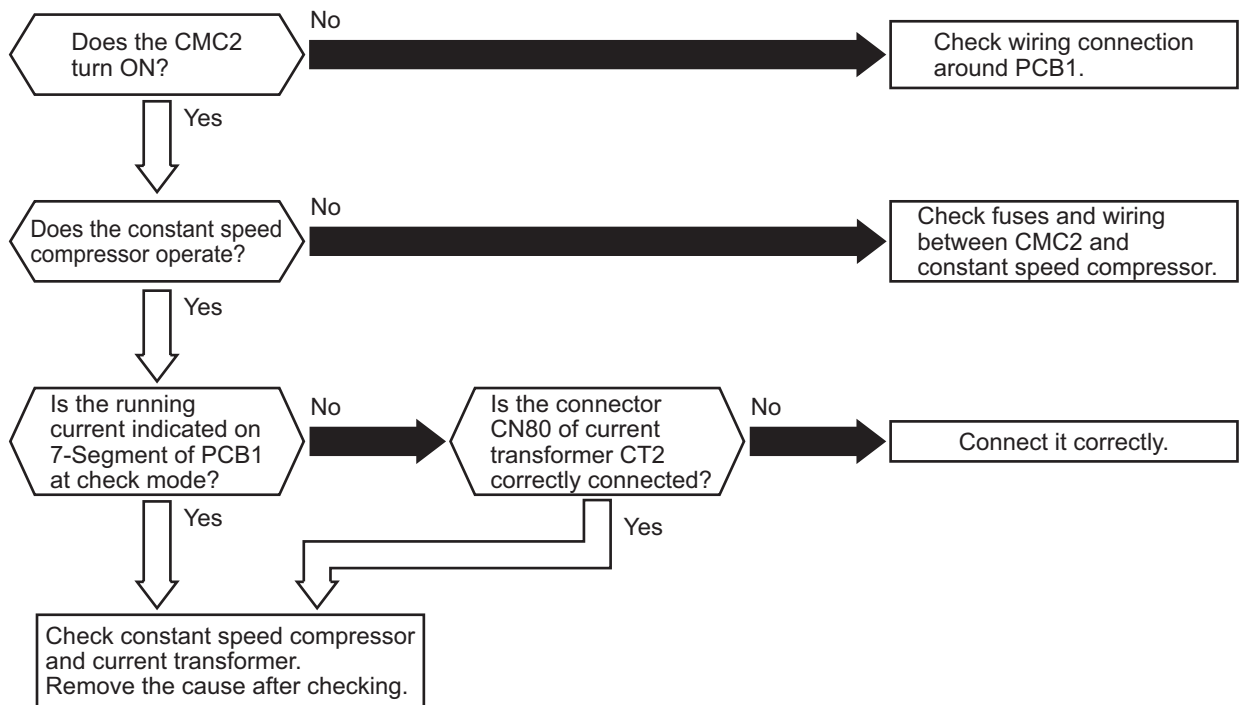 No
Does the CMC2
turn ON?
Check wiring connection
around PCB1.
Yes
No
Does the constant speed
compressor operate?
Check fuses and wiring
between CMC2 and
constant speed compressor.
Yes
Is the running
current indicated on
7-Segment of PCB1
at check mode?
No
Is the connector
CN80 of current
transformer CT2
correctly connected?
No
Connect it correctly.
Yes
Yes
Check constant speed compressor
and current transformer.
Remove the cause after checking.